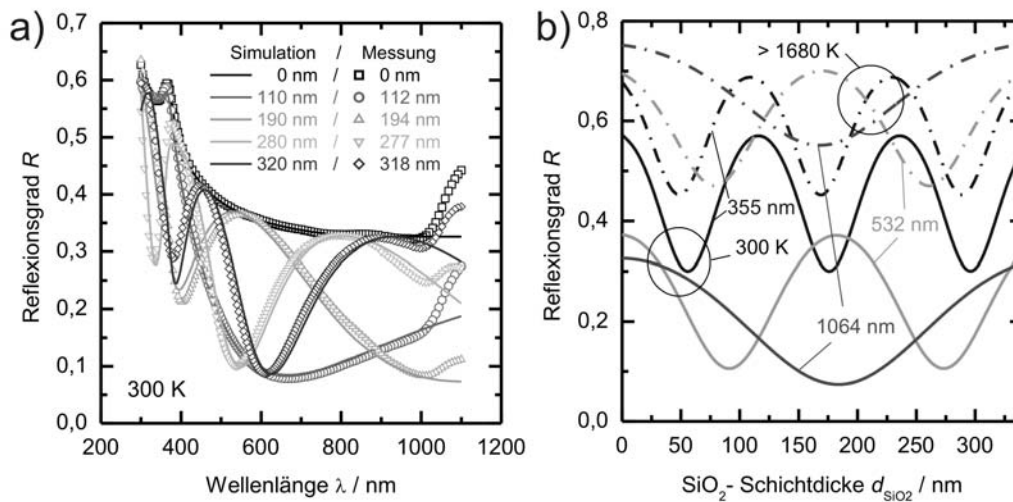 a)
0,7
0,6
0,5
0,4
0,3
0,2
0,1
0,0
Reflexionsgrad R
Simulation / Messung
0 nm / 0 nm
110 nm / 112 nm
190 nm / 194 nm
280 nm / 277 nm
320 nm / 318 nm
300 K
200 400 600 800 1000 1200
Wellenlänge λ / nm
b)
0,8
0,6
0,4
0,2
0,0
Reflexionsgrad R
> 1680 K
355 nm
532 nm
300 K
1064 nm
0 50 100 150 200 250 300
SiO₂- Schichtdicke d_SiO2 / nm